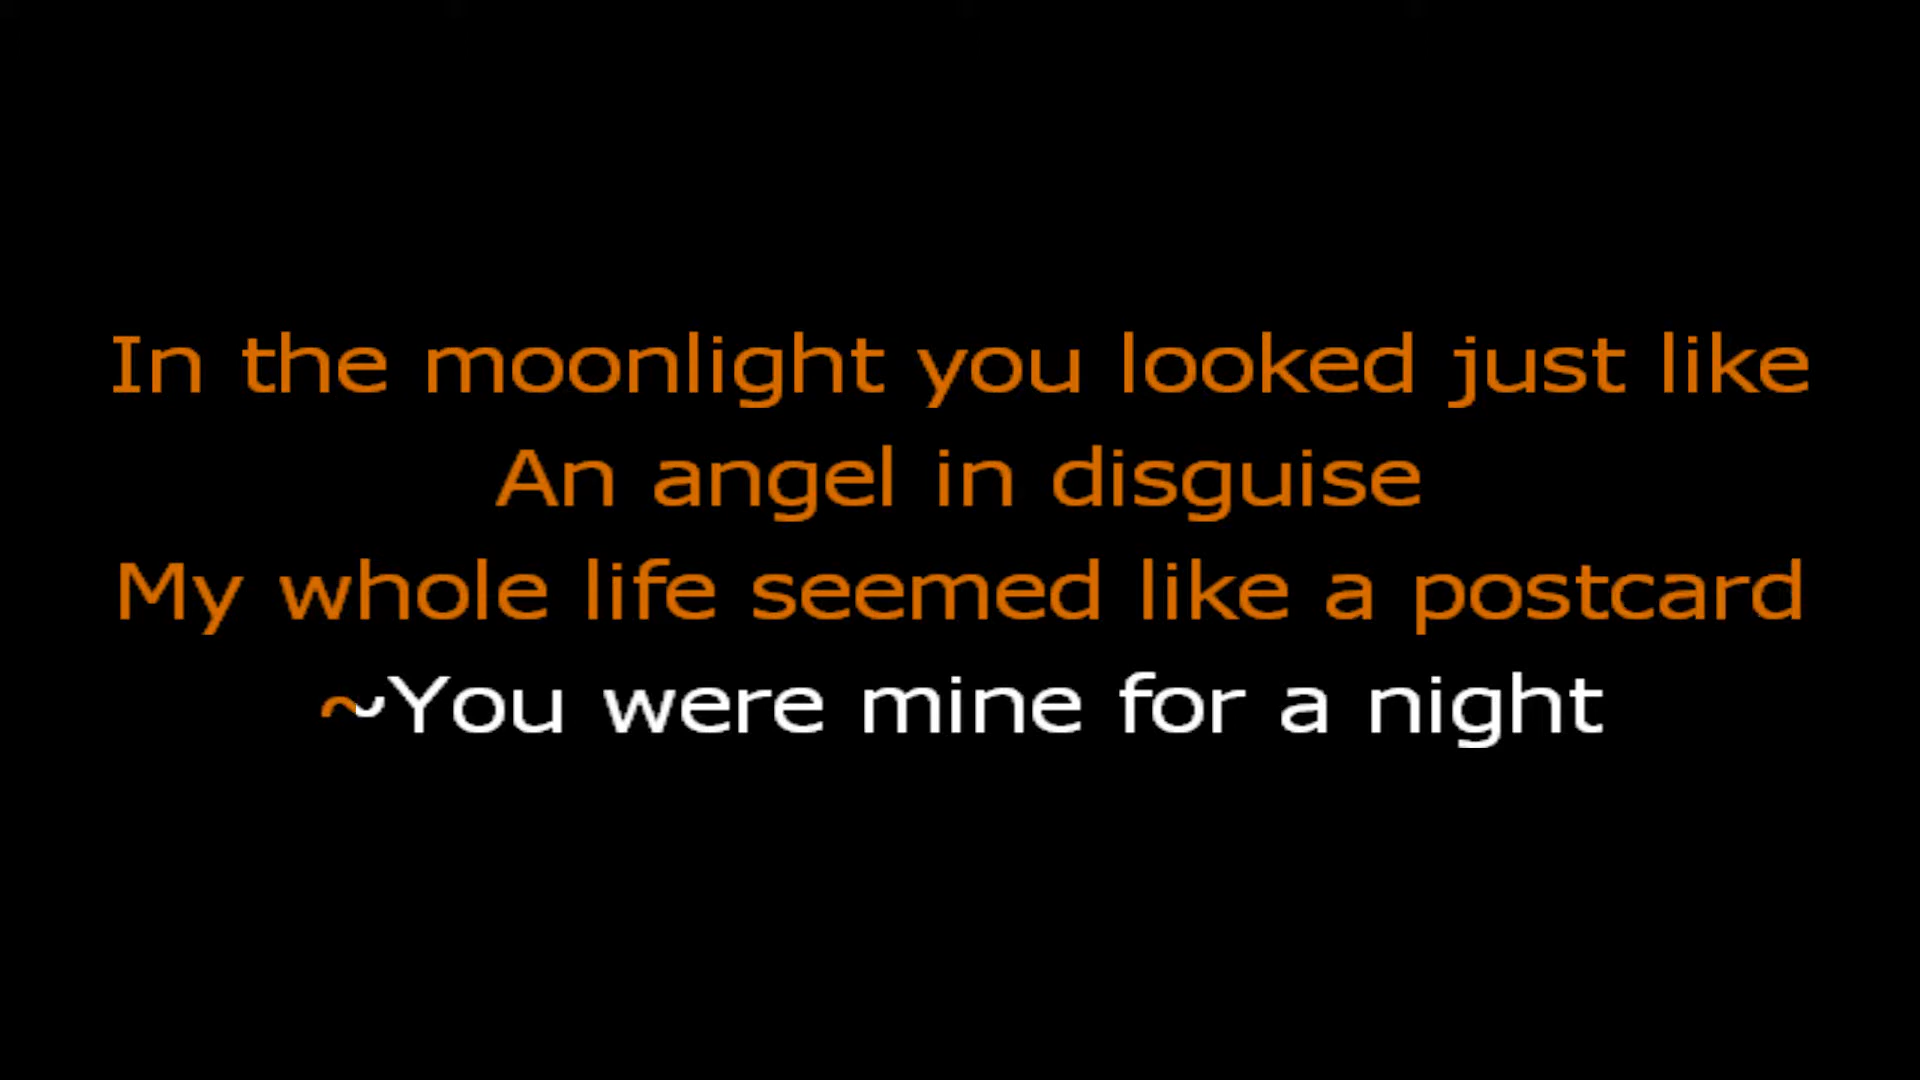 In the moonlight you looked just like
An angel in disguise
My whole life seemed like a postcard
~You were mine for a night